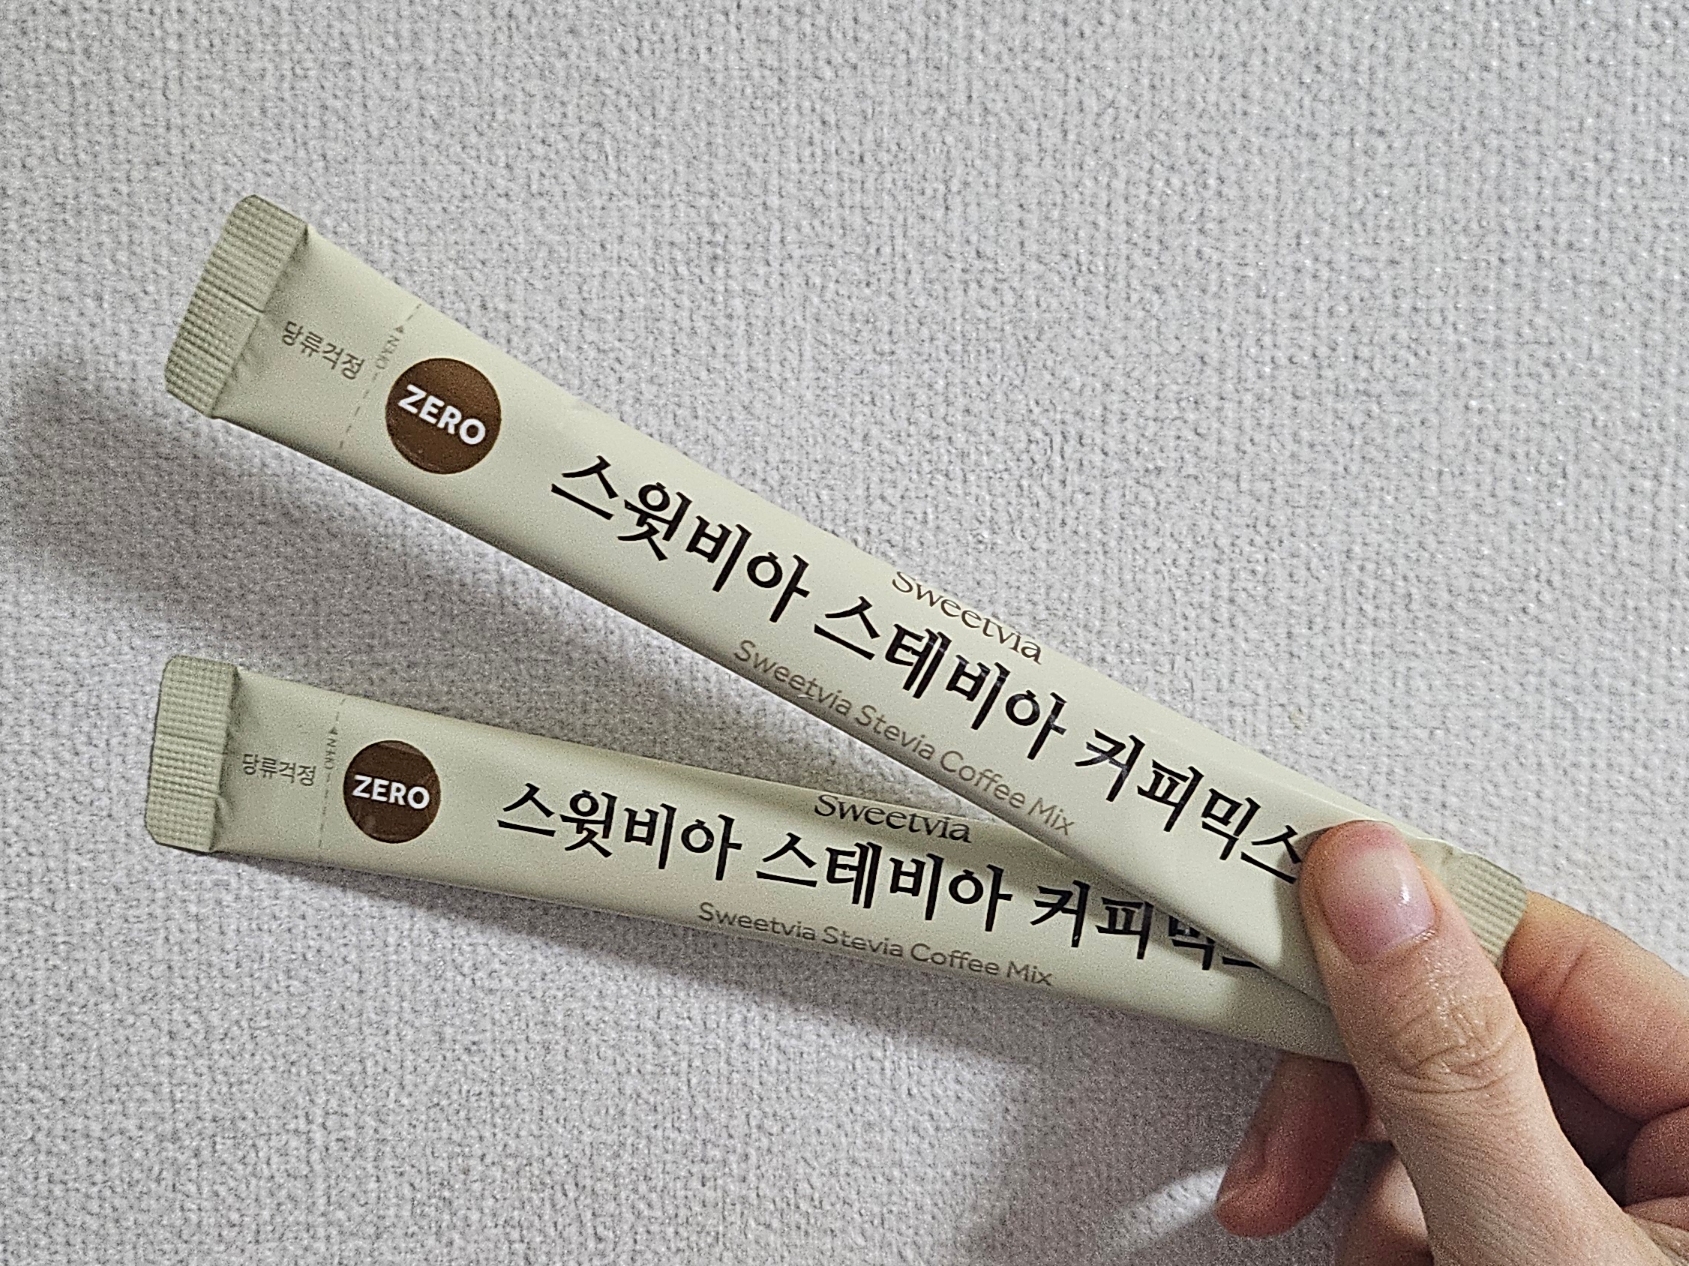 당류걱정
ZERO
Sweetvia
스윗비아 스테비아 커피믹스
Sweetvia Stevia Coffee Mix
당류걱정
ZERO
Sweetvia
스윗비아 스테비아 커피
Sweetvia Stevia Coffee Mix